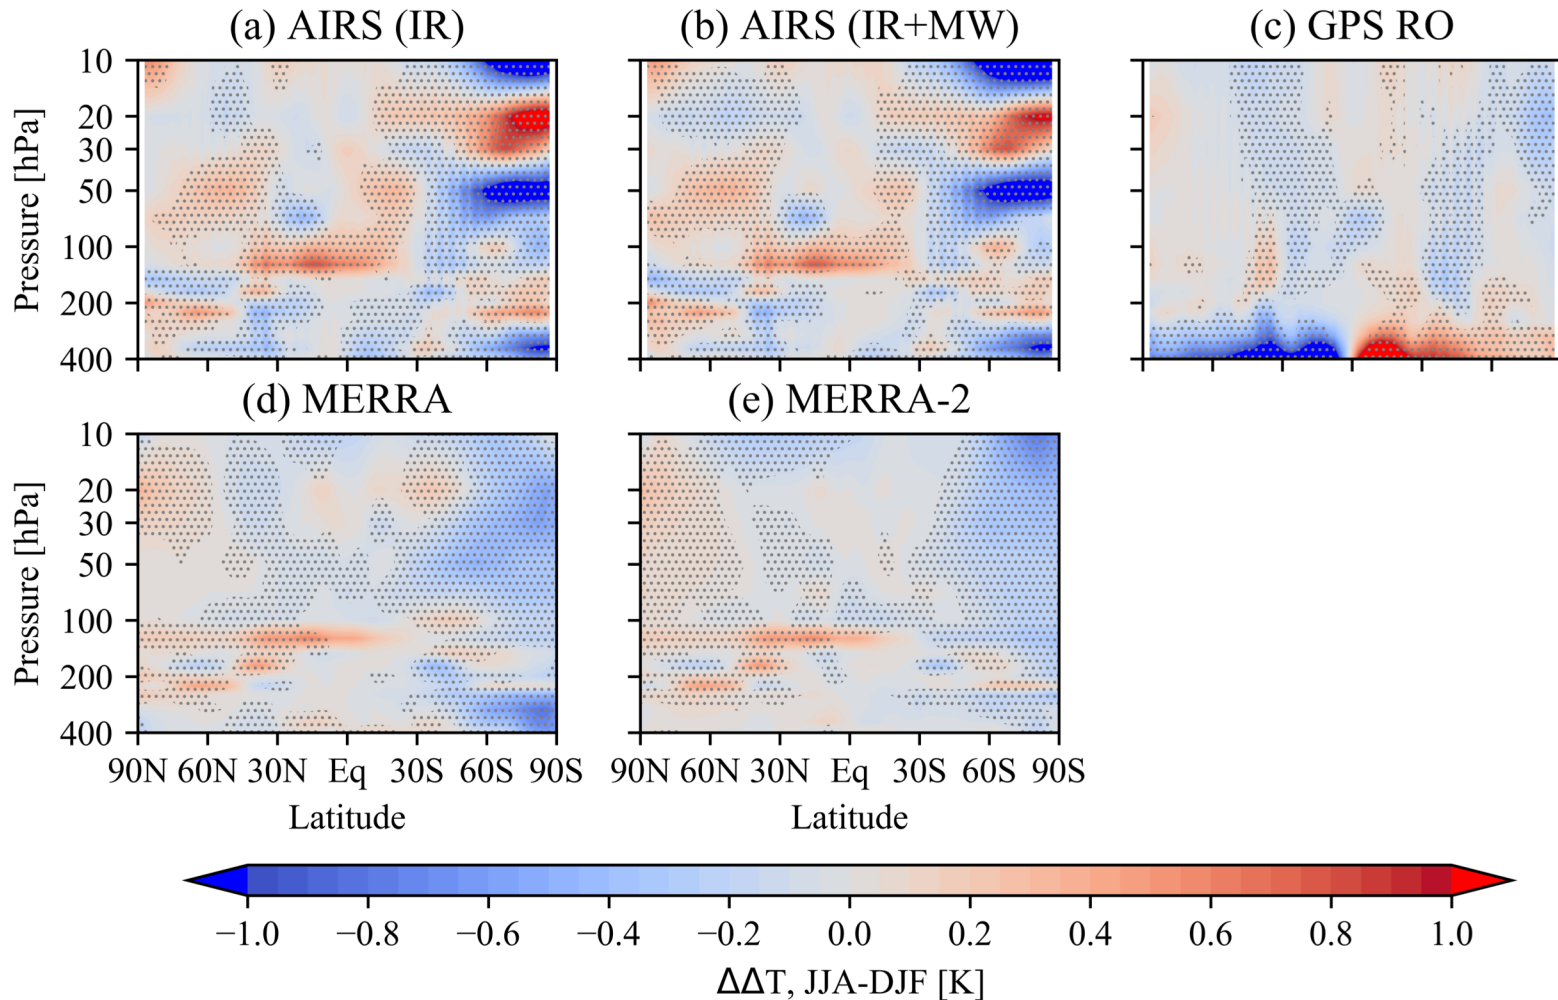 (a) AIRS (IR)
(b) AIRS (IR+MW)
(c) GPS RO
Pressure [hPa]
10
20
30
50
100
200
400
(d) MERRA
(e) MERRA-2
Pressure [hPa]
10
20
30
50
100
200
400
90N 60N 30N Eq 30S 60S 90S
90N 60N 30N Eq 30S 60S 90S
Latitude
Latitude
−1.0 −0.8 −0.6 −0.4 −0.2 0.0 0.2 0.4 0.6 0.8 1.0
ΔΔT, JJA-DJF [K]